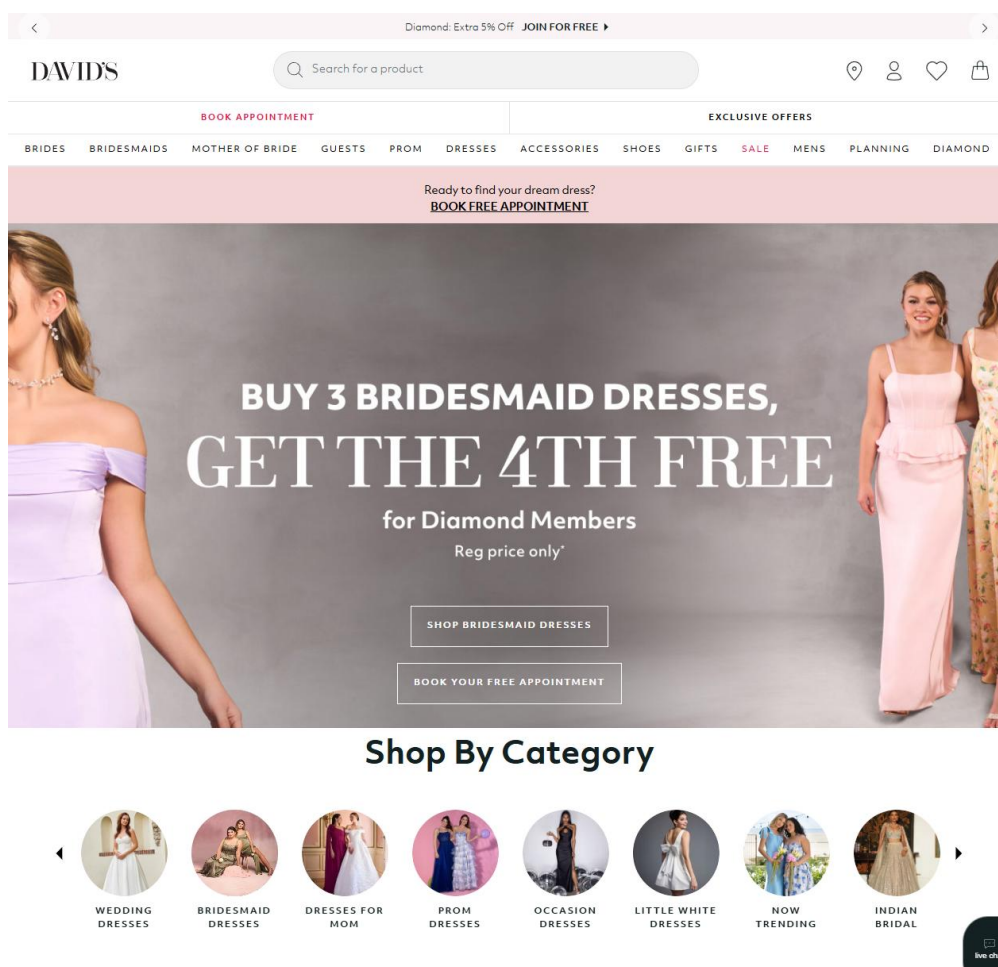 Diamond: Extra 5% Off JOIN FOR FREE
DAVID'S
Search for a product
BOOK APPOINTMENT
EXCLUSIVE OFFERS
BRIDES BRIDESMAIDS MOTHER OF BRIDE GUESTS PROM DRESSES ACCESSORIES SHOES GIFTS SALE MENS PLANNING DIAMOND
Ready to find your dream dress?
BOOK FREE APPOINTMENT
BUY 3 BRIDESMAID DRESSES,
GET THE 4TH FREE
for Diamond Members
Reg price only*
SHOP BRIDESMAID DRESSES
BOOK YOUR FREE APPOINTMENT
Shop By Category
WEDDING
DRESSES
BRIDESMAID
DRESSES
DRESSES FOR
MOM
PROM
DRESSES
OCCASION
DRESSES
LITTLE WHITE
DRESSES
NOW
TRENDING
INDIAN
BRIDAL
live